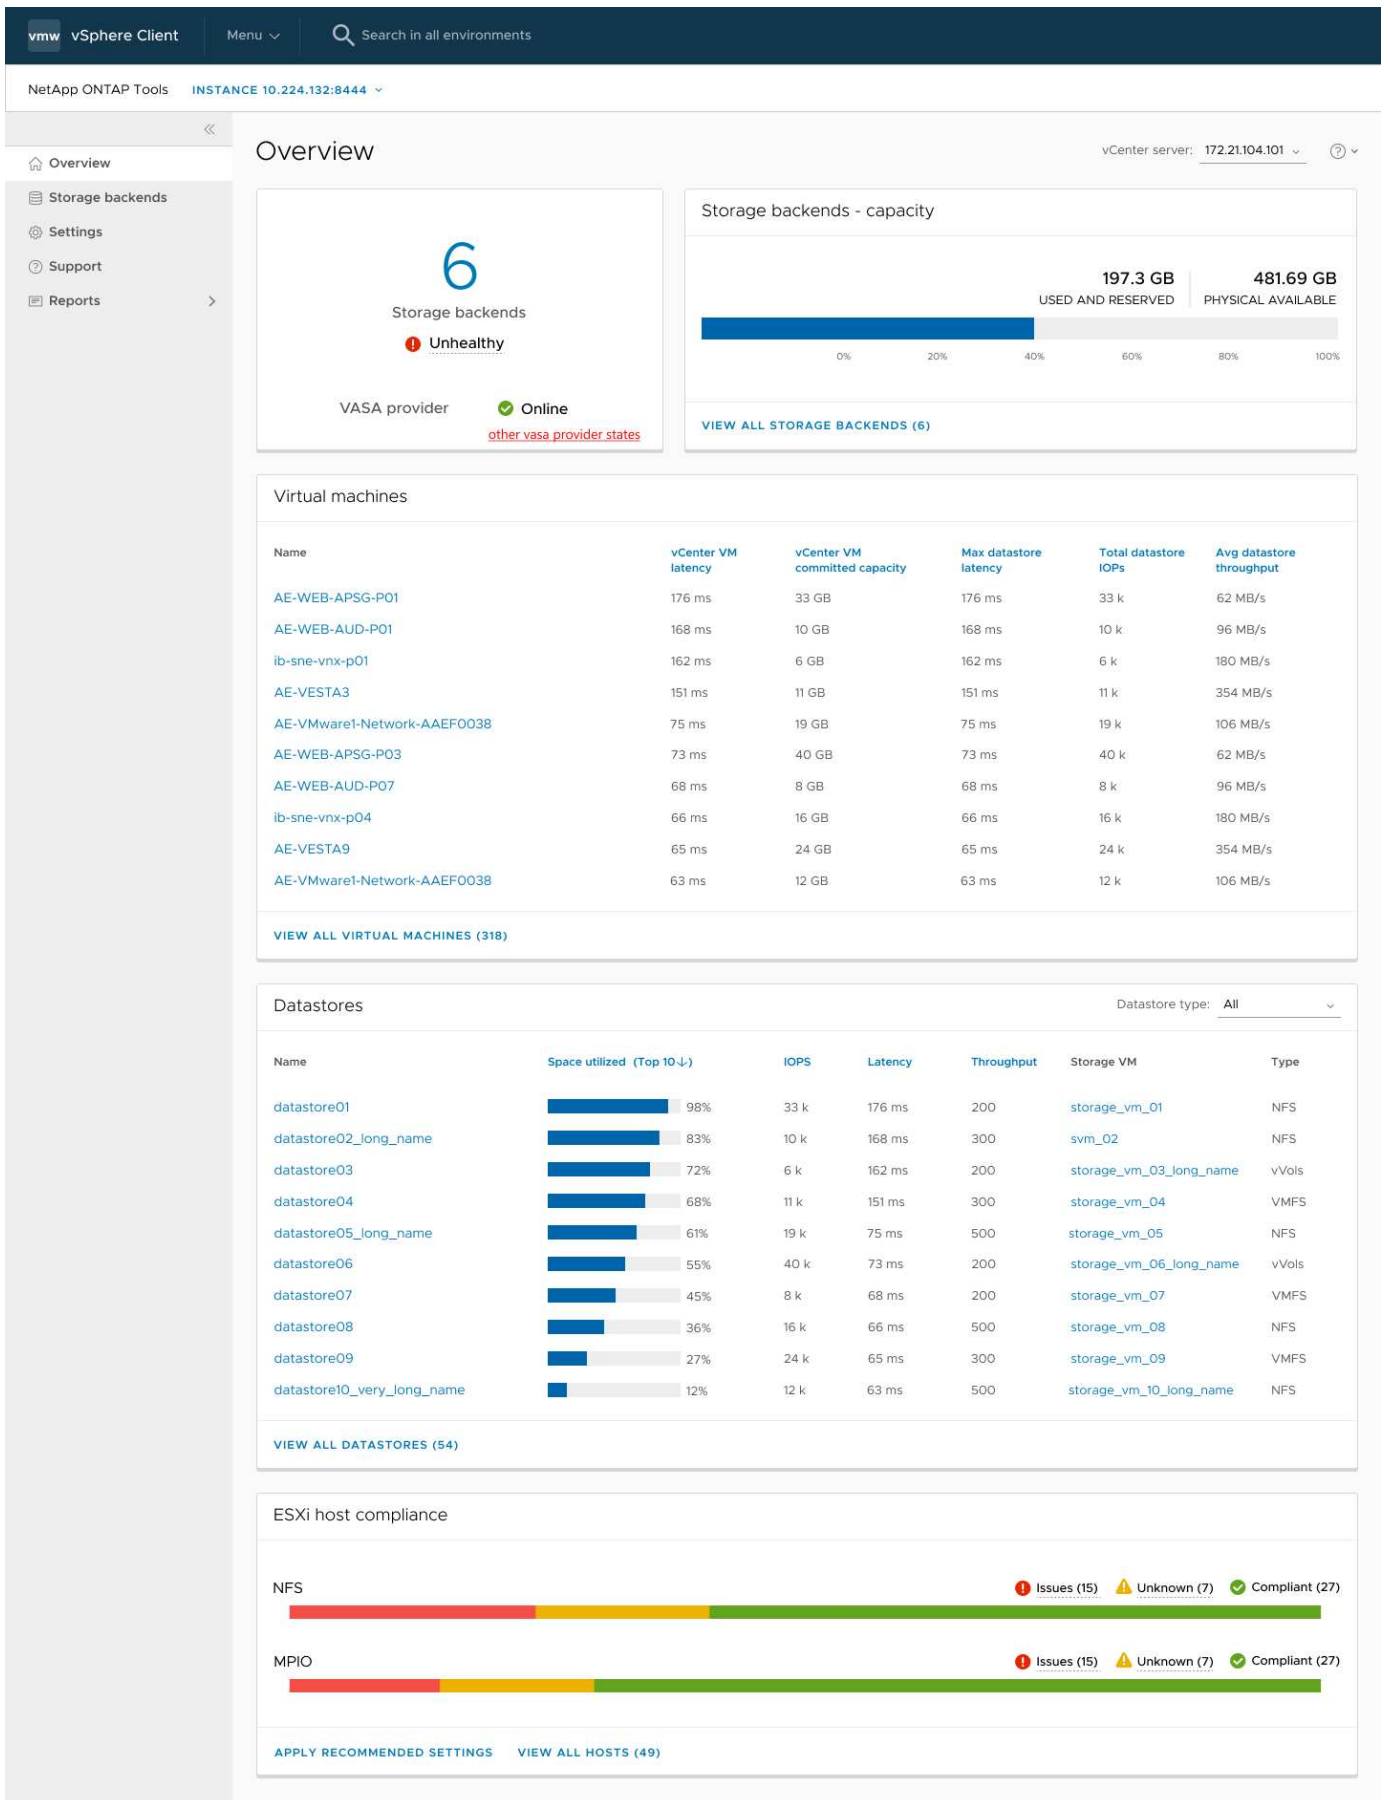 vmw vSphere Client Menu Search in all environments
NetApp ONTAP Tools INSTANCE 10.224.132:8444
Overview
Storage backends
Settings
Support
Reports
Overview
vCenter server: 172.21.104.101
6
Storage backends
Unhealthy
VASA provider Online
other vasa provider states
Storage backends - capacity
197.3 GB 481.69 GB
USED AND RESERVED PHYSICAL AVAILABLE
0% 20% 40% 60% 80% 100%
VIEW ALL STORAGE BACKENDS (6)
Virtual machines
Name vCenter VM latency vCenter VM committed capacity Max datastore latency Total datastore IOPs Avg datastore throughput
AE-WEB-APSG-P01 176 ms 33 GB 176 ms 33 k 62 MB/s
AE-WEB-AUD-P01 168 ms 10 GB 168 ms 10 k 96 MB/s
ib-sne-vnx-p01 162 ms 6 GB 162 ms 6 k 180 MB/s
AE-VESTA3 151 ms 11 GB 151 ms 11 k 354 MB/s
AE-VMware1-Network-AAEF0038 75 ms 19 GB 75 ms 19 k 106 MB/s
AE-WEB-APSG-P03 73 ms 40 GB 73 ms 40 k 62 MB/s
AE-WEB-AUD-P07 68 ms 8 GB 68 ms 8 k 96 MB/s
ib-sne-vnx-p04 66 ms 16 GB 66 ms 16 k 180 MB/s
AE-VESTA9 65 ms 24 GB 65 ms 24 k 354 MB/s
AE-VMware1-Network-AAEF0038 63 ms 12 GB 63 ms 12 k 106 MB/s
VIEW ALL VIRTUAL MACHINES (318)
Datastores
Datastore type: All
Name Space utilized (Top 10↓) IOPS Latency Throughput Storage VM Type
datastore01 98% 33 k 176 ms 200 storage_vm_01 NFS
datastore02_long_name 83% 10 k 168 ms 300 svm_02 NFS
datastore03 72% 6 k 162 ms 200 storage_vm_03_long_name vVols
datastore04 68% 11 k 151 ms 300 storage_vm_04 VMFS
datastore05_long_name 61% 19 k 75 ms 500 storage_vm_05 NFS
datastore06 55% 40 k 73 ms 200 storage_vm_06_long_name vVols
datastore07 45% 8 k 68 ms 200 storage_vm_07 VMFS
datastore08 36% 16 k 66 ms 500 storage_vm_08 NFS
datastore09 27% 24 k 65 ms 300 storage_vm_09 VMFS
datastore10_very_long_name 12% 12 k 63 ms 500 storage_vm_10_long_name NFS
VIEW ALL DATASTORES (54)
ESXi host compliance
NFS Issues (15) Unknown (7) Compliant (27)
MPIO Issues (15) Unknown (7) Compliant (27)
APPLY RECOMMENDED SETTINGS VIEW ALL HOSTS (49)